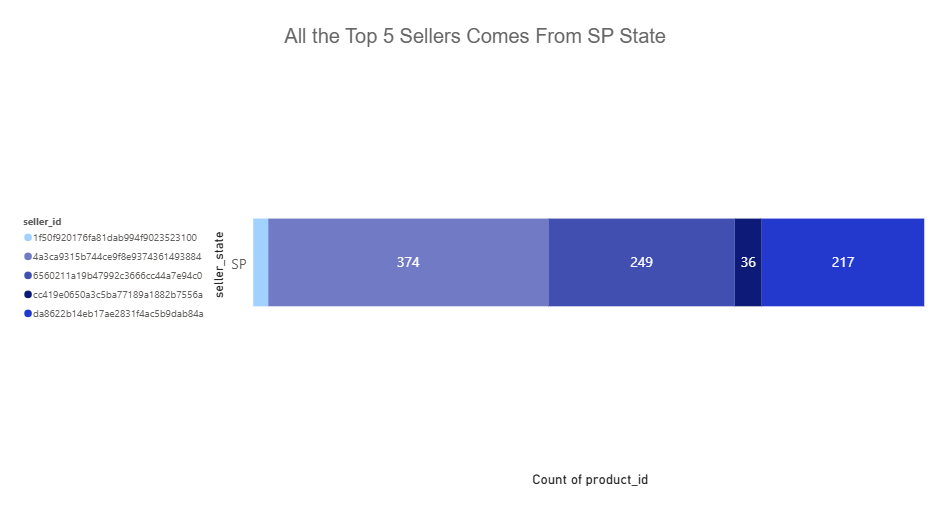 All the Top 5 Sellers Comes From SP State
seller_id
1f50f920176fa81dab994f9023523100
4a3ca9315b744ce9f8e9374361493884
6560211a19b47992c3666cc44a7e94c0
cc419e0650a3c5ba77189a1882b7556a
da8622b14eb17ae2831f4ac5b9dab84a
seller_state
SP
374
249
36
217
Count of product_id